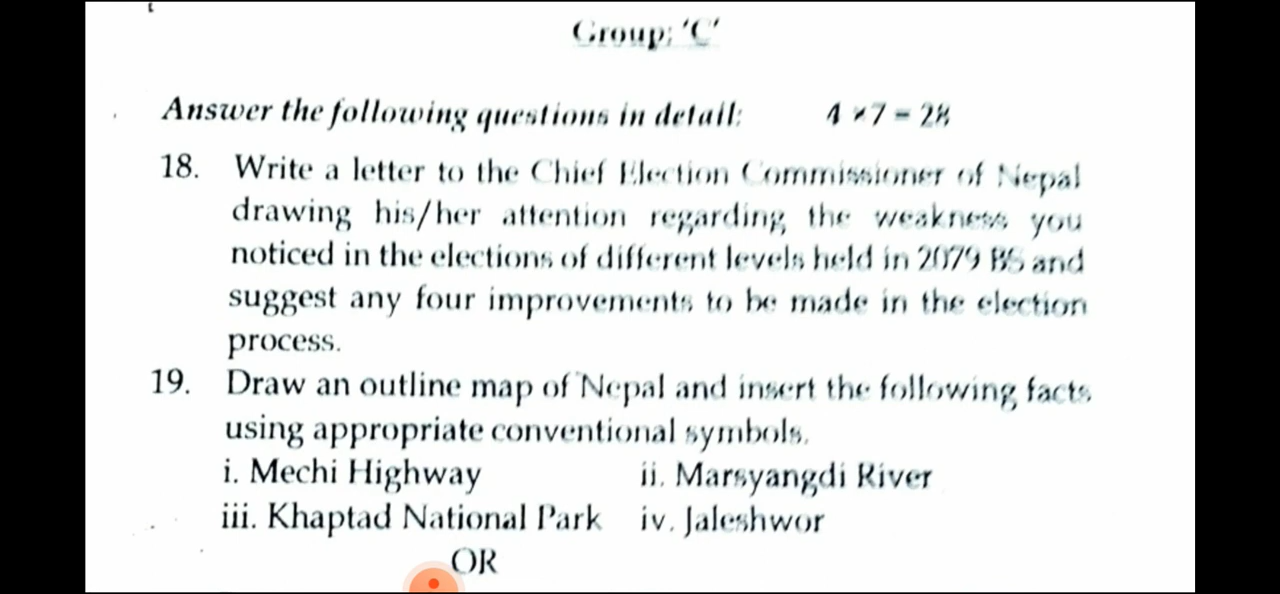 Group: 'C'
Answer the following questions in detail: 4 × 7 = 28
18. Write a letter to the Chief Election Commissioner of Nepal
drawing his/her attention regarding the weakness you
noticed in the elections of different levels held in 2079 BS and
suggest any four improvements to be made in the election
process.
19. Draw an outline map of Nepal and insert the following facts
using appropriate conventional symbols.
i. Mechi Highway ii. Marsyangdi River
iii. Khaptad National Park iv. Jaleshwor
OR